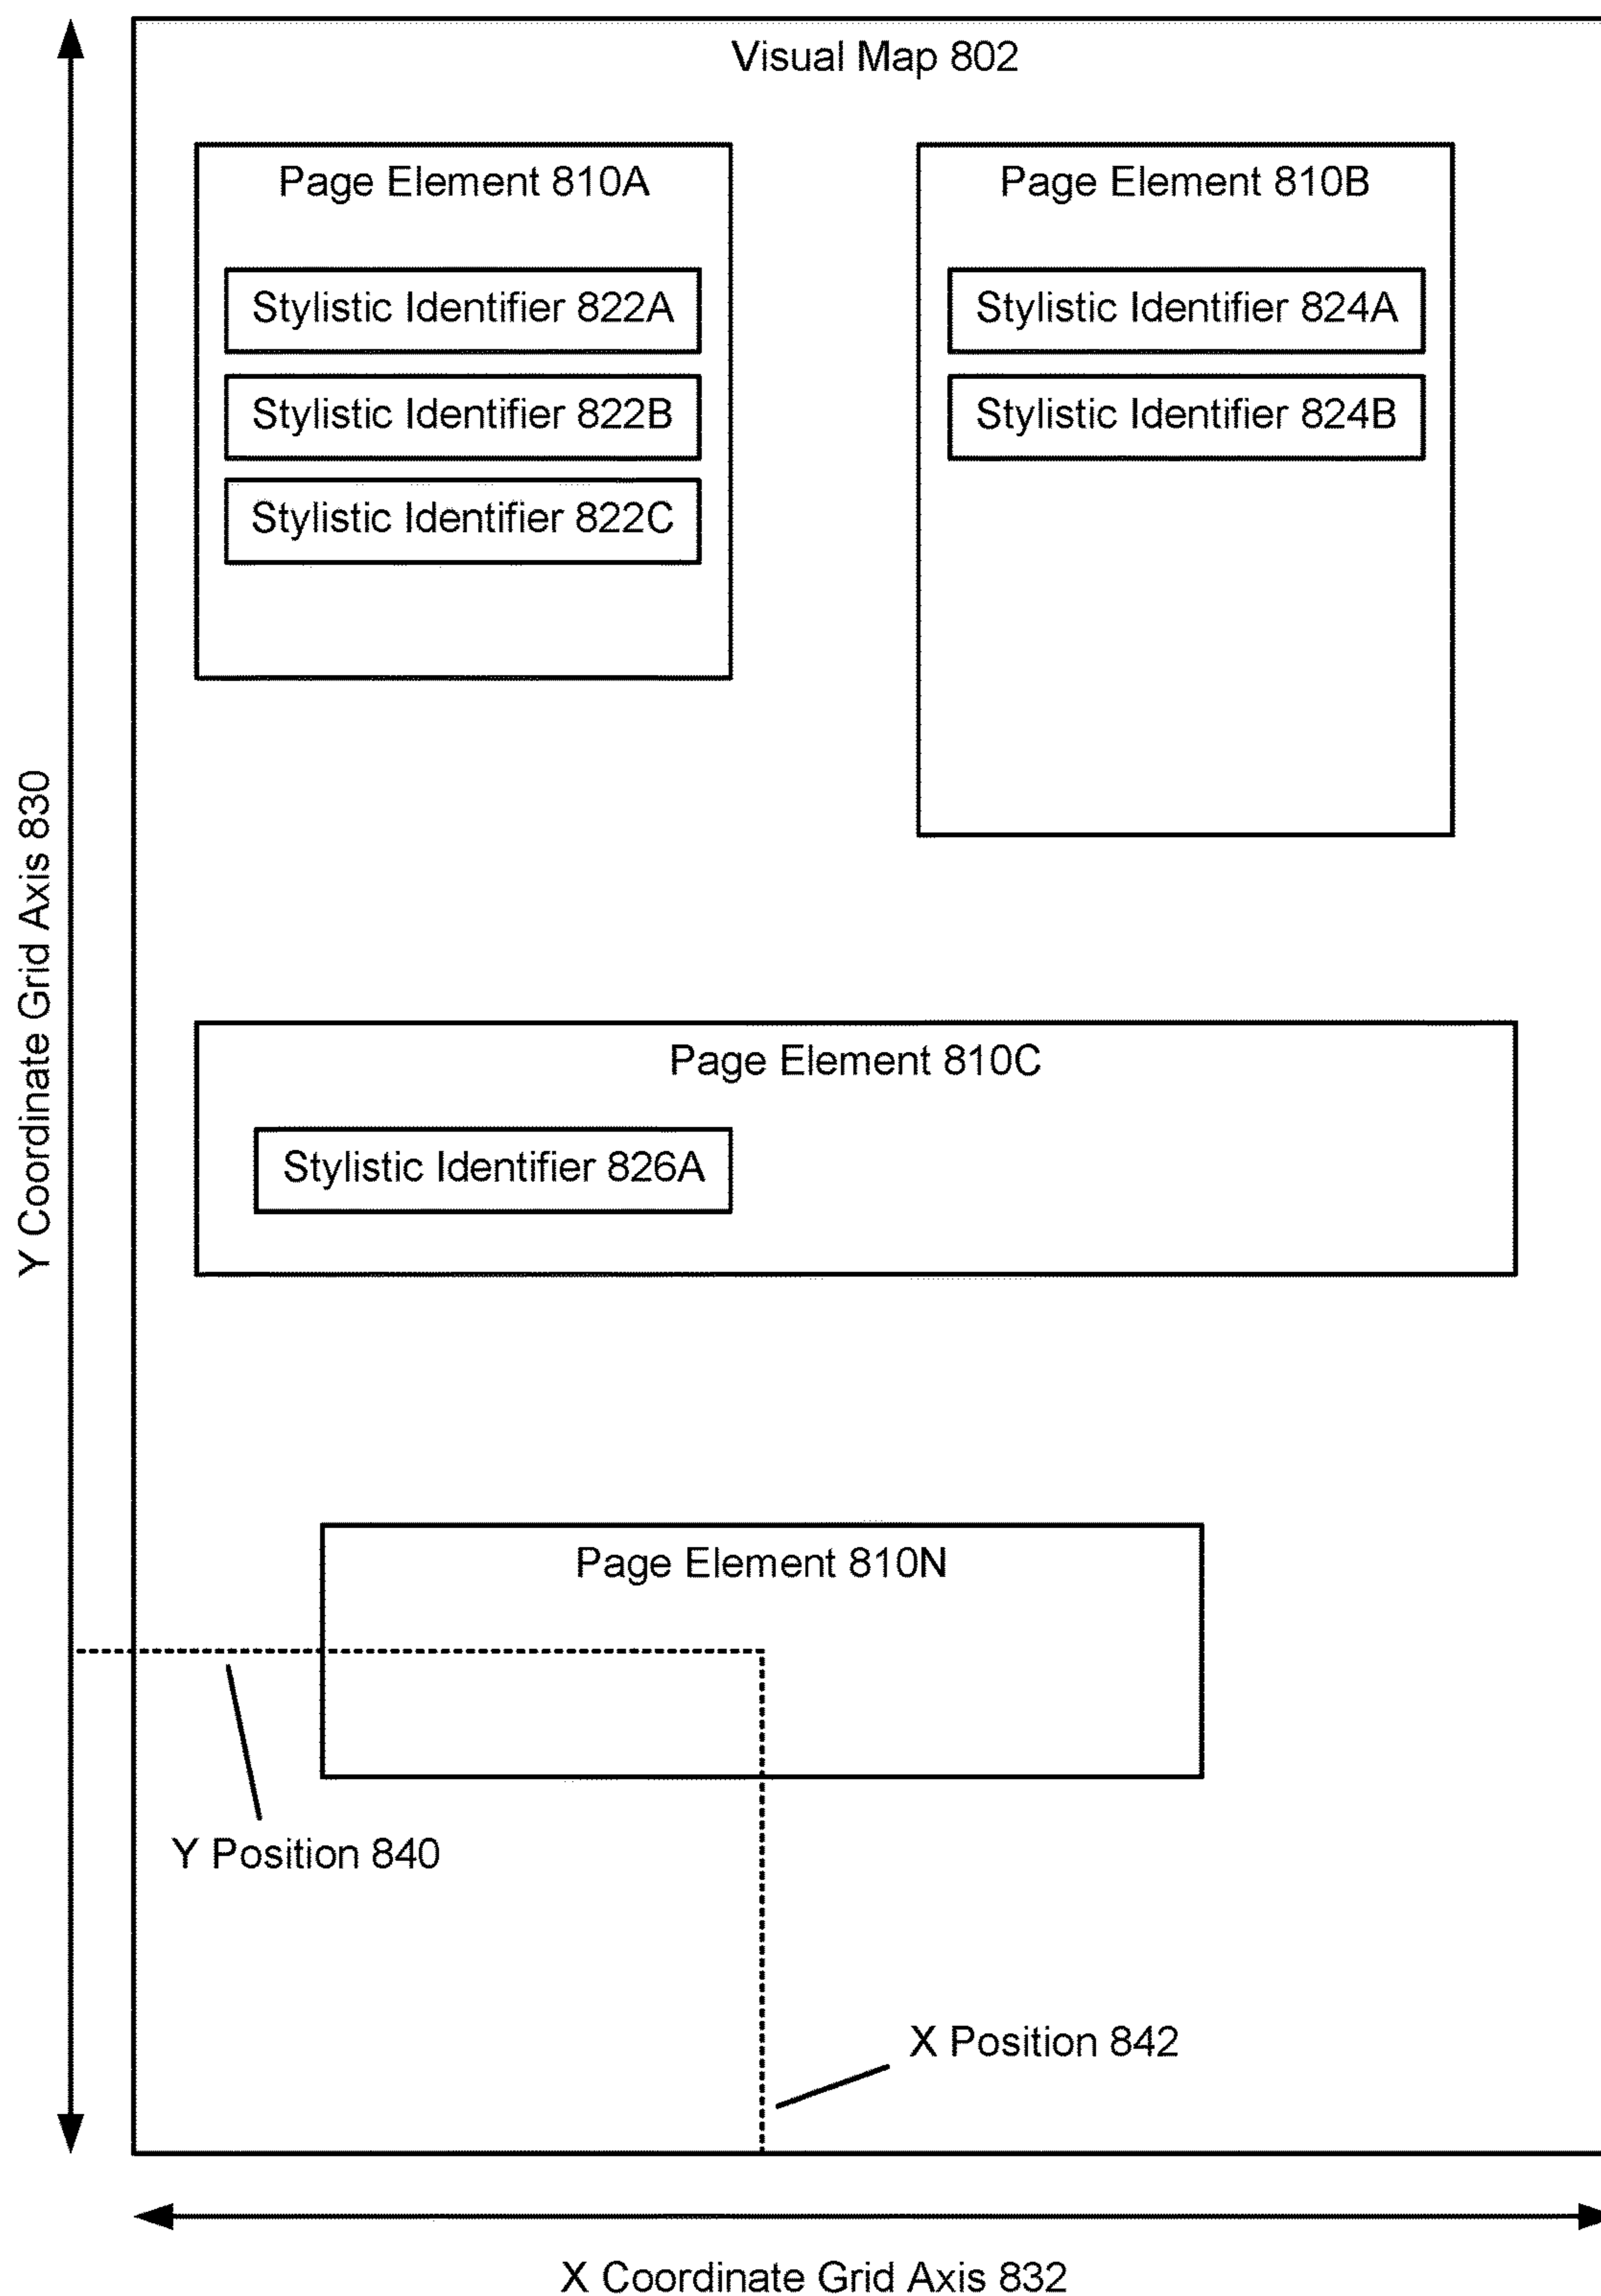 Visual Map 802
Page Element 810A
Stylistic Identifier 822A
Stylistic Identifier 822B
Stylistic Identifier 822C
Page Element 810B
Stylistic Identifier 824A
Stylistic Identifier 824B
Y Coordinate Grid Axis 830
Page Element 810C
Stylistic Identifier 826A
Page Element 810N
Y Position 840
X Position 842
X Coordinate Grid Axis 832